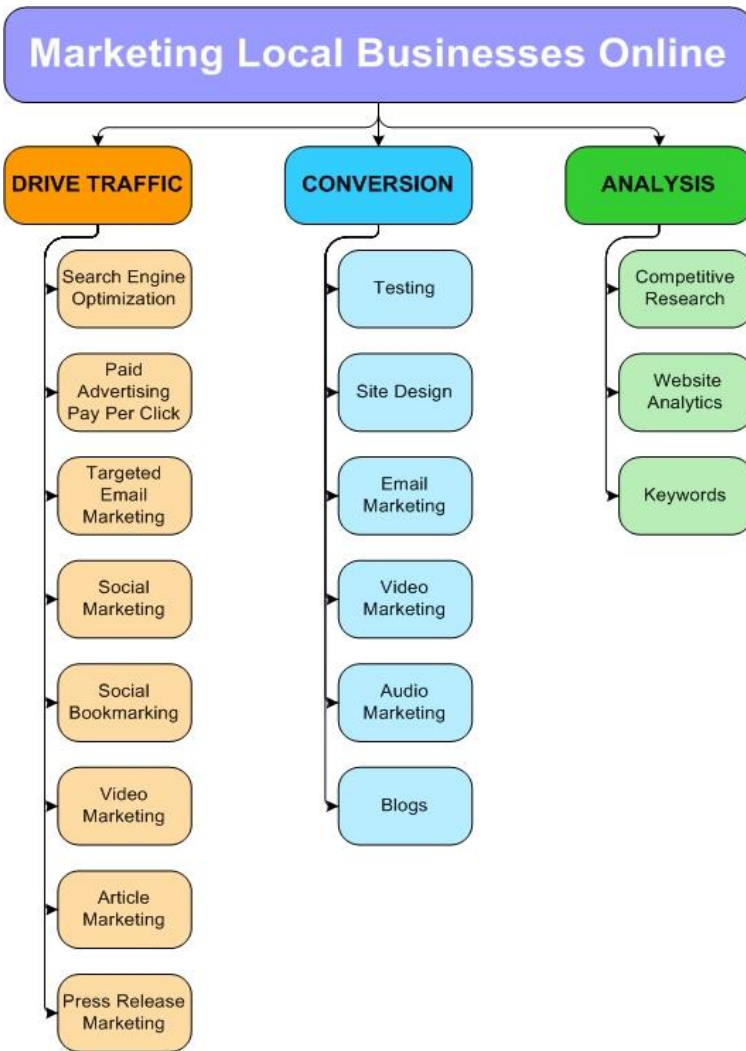 Marketing Local Businesses Online
DRIVE TRAFFIC
Search Engine
Optimization
Paid
Advertising
Pay Per Click
Targeted
Email
Marketing
Social
Marketing
Social
Bookmarking
Video
Marketing
Article
Marketing
Press Release
Marketing
CONVERSION
Testing
Site Design
Email
Marketing
Video
Marketing
Audio
Marketing
Blogs
ANALYSIS
Competitive
Research
Website
Analytics
Keywords